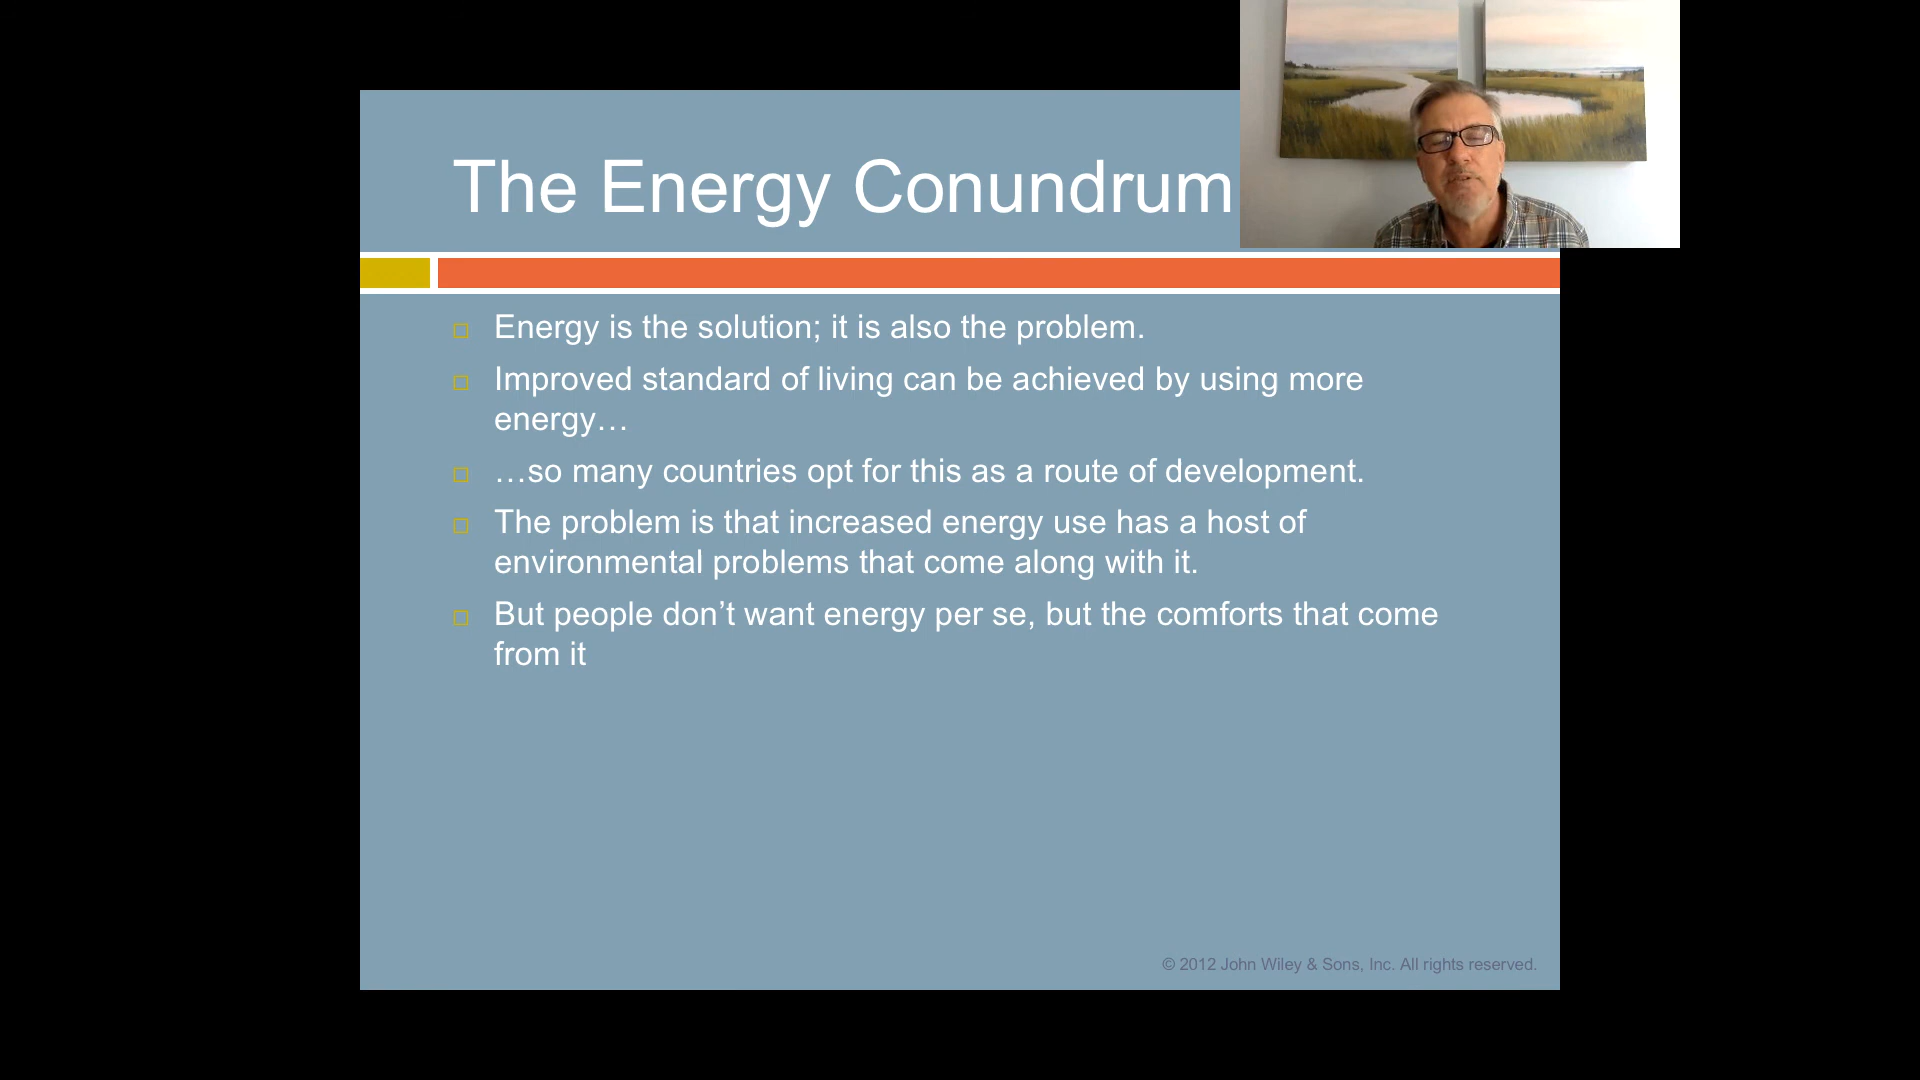 The Energy Conundrum
Energy is the solution; it is also the problem.
Improved standard of living can be achieved by using more
energy…
…so many countries opt for this as a route of development.
The problem is that increased energy use has a host of
environmental problems that come along with it.
But people don’t want energy per se, but the comforts that come
from it
© 2012 John Wiley & Sons, Inc. All rights reserved.